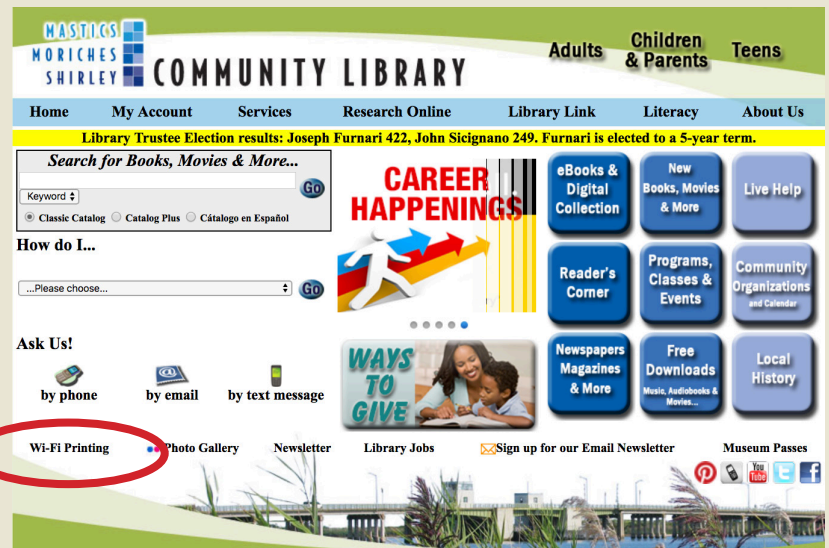 MASTICS
MORICHES
SHIRLEY
COMMUNITY LIBRARY
Adults
Children
& Parents
Teens
Home My Account Services Research Online Library Link Literacy About Us
Library Trustee Election results: Joseph Furnari 422, John Sicignano 249. Furnari is elected to a 5-year term.
Search for Books, Movies & More...
Go
Keyword
Classic Catalog Catalog Plus Cátalogo en Español
How do I...
...Please choose...
Go
Ask Us!
by phone by email by text message
CAREER
HAPPENINGS
WAYS
TO
GIVE
eBooks &
Digital
Collection
New
Books, Movies
& More
Live Help
Reader's
Corner
Programs,
Classes &
Events
Community
Organizations
and Calendar
Newspapers
Magazines
& More
Free
Downloads
Music, Audiobooks &
Movies...
Local
History
Wi-Fi Printing Photo Gallery Newsletter Library Jobs Sign up for our Email Newsletter Museum Passes
You
Tube